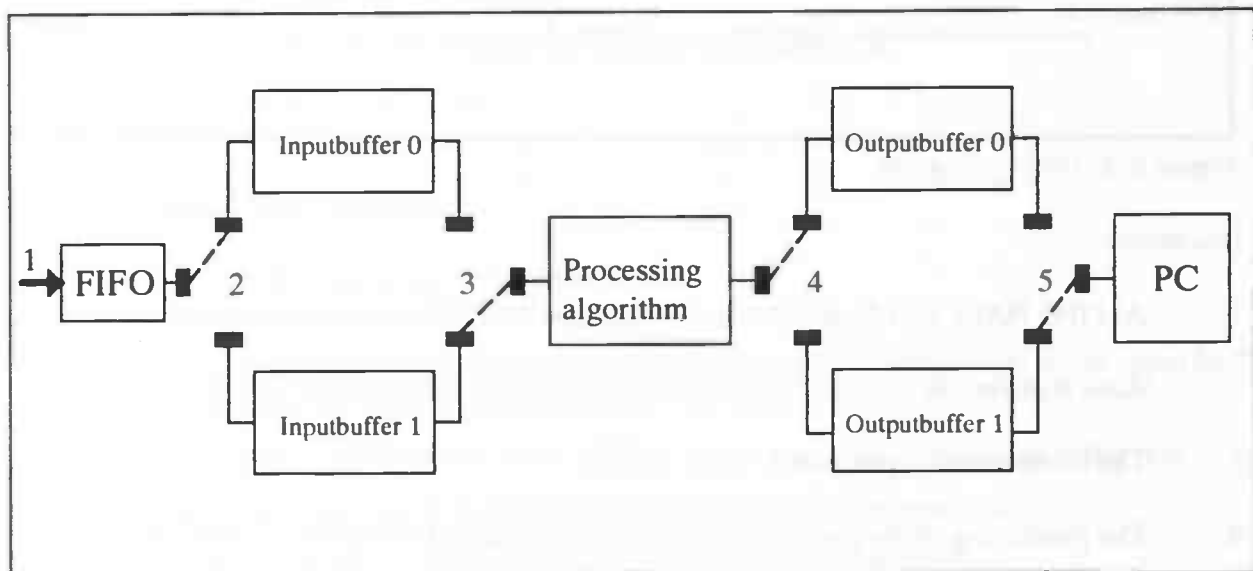 Inputbuffer 0
Outputbuffer 0
1
FIFO
2
3
Processing
algorithm
4
5
PC
Inputbuffer 1
Outputbuffer 1